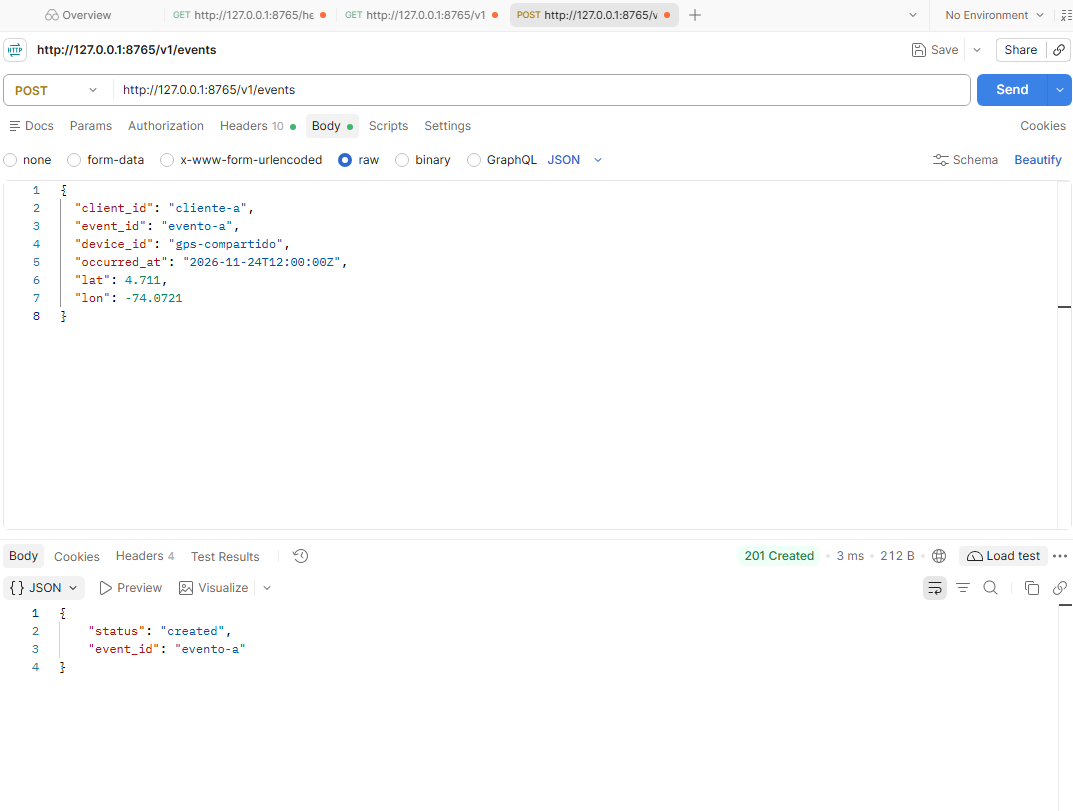 Overview GET http://127.0.0.1:8765/he GET http://127.0.0.1:8765/v1 POST http://127.0.0.1:8765/v No Environment
HTTP http://127.0.0.1:8765/v1/events Save Share
POST http://127.0.0.1:8765/v1/events Send
Docs Params Authorization Headers 10 Body Scripts Settings Cookies
none form-data x-www-form-urlencoded raw binary GraphQL JSON Schema Beautify
1 {
2 "client_id": "cliente-a",
3 "event_id": "evento-a",
4 "device_id": "gps-compartido",
5 "occurred_at": "2026-11-24T12:00:00Z",
6 "lat": 4.711,
7 "lon": -74.0721
8 }
Body Cookies Headers 4 Test Results 201 Created • 3 ms • 212 B • Load test
{} JSON Preview Visualize
1 {
2 "status": "created",
3 "event_id": "evento-a"
4 }